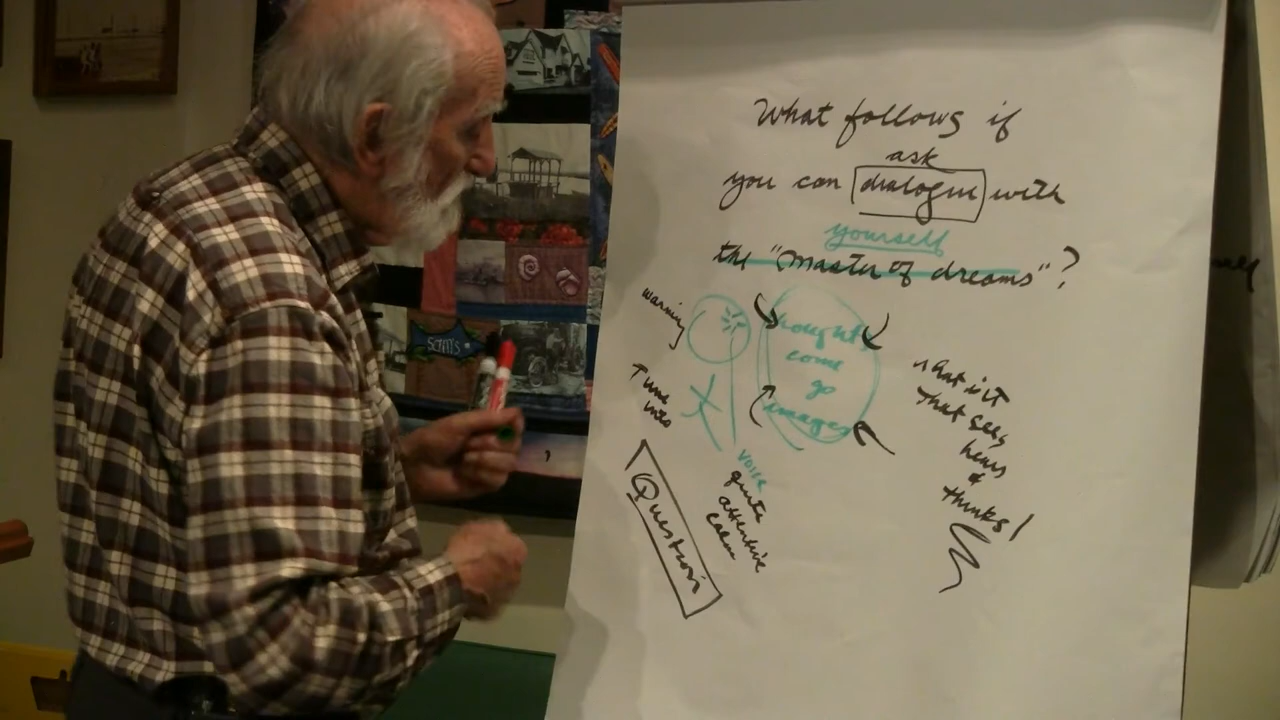 What follows if
ask
you can dialogue with
yourself
the "master of dreams"?
warning
thoughts
come
go
images
Tune
into
what is it
that sees
hears
&
thinks
voice
quite
attentive
calm
Question